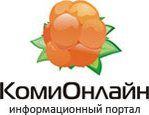 КомиОнлайн
информационный портал